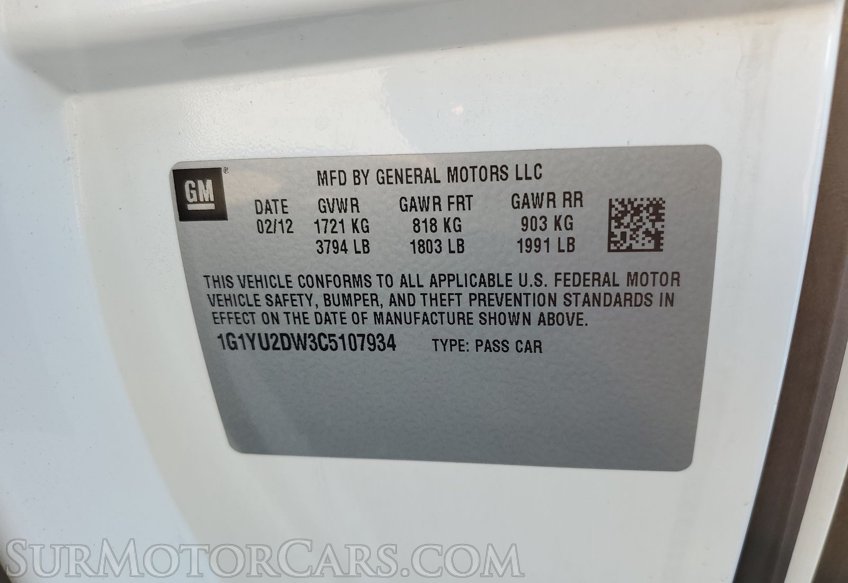 GM ®
MFD BY GENERAL MOTORS LLC
DATE GVWR GAWR FRT GAWR RR
02/12 1721 KG 818 KG 903 KG
3794 LB 1803 LB 1991 LB
THIS VEHICLE CONFORMS TO ALL APPLICABLE U.S. FEDERAL MOTOR
VEHICLE SAFETY, BUMPER, AND THEFT PREVENTION STANDARDS IN
EFFECT ON THE DATE OF MANUFACTURE SHOWN ABOVE.
1G1YU2DW3C5107934 TYPE: PASS CAR
SURMOTORCARS.COM